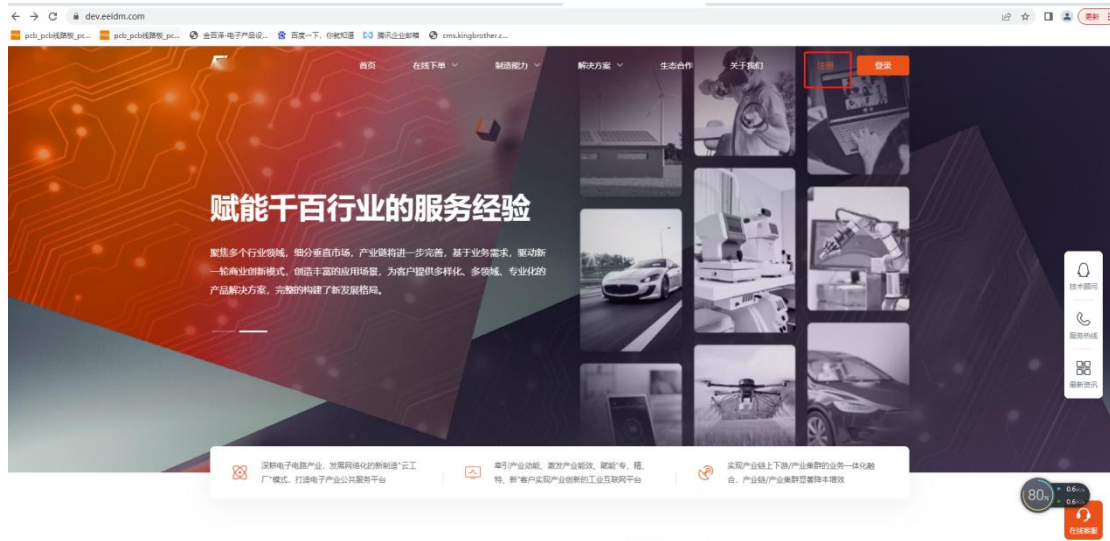 dev.eeidm.com
更新
pcb_pcb线路板_pc... pcb_pcb线路板_pc... 金百泽-电子产品设... 百度一下，你就知道 腾讯企业邮箱 cms.kingbrother.c...
首页 在线下单 制造能力 解决方案 生态合作 关于我们 注册 登录
赋能千百行业的服务经验
聚焦多个行业领域，细分垂直市场，产业链将进一步完善，基于业务需求，驱动新
一轮商业创新模式，创造丰富的应用场景，为客户提供多样化、多领域、专业化的
产品解决方案，完整的构建了新发展格局。
技术顾问
服务热线
最新资讯
深耕电子电路产业，发展网络化的新制造"云工
厂"模式，打造电子产业公共服务平台
牵引产业动能、激发产业能效、赋能"专、精、
特、新"客户实现产业创新的工业互联网平台
实现产业链上下游/产业集群的业务一体化融
合，产业链/产业集群显著降本增效
80%
0.6
0.6
在线客服